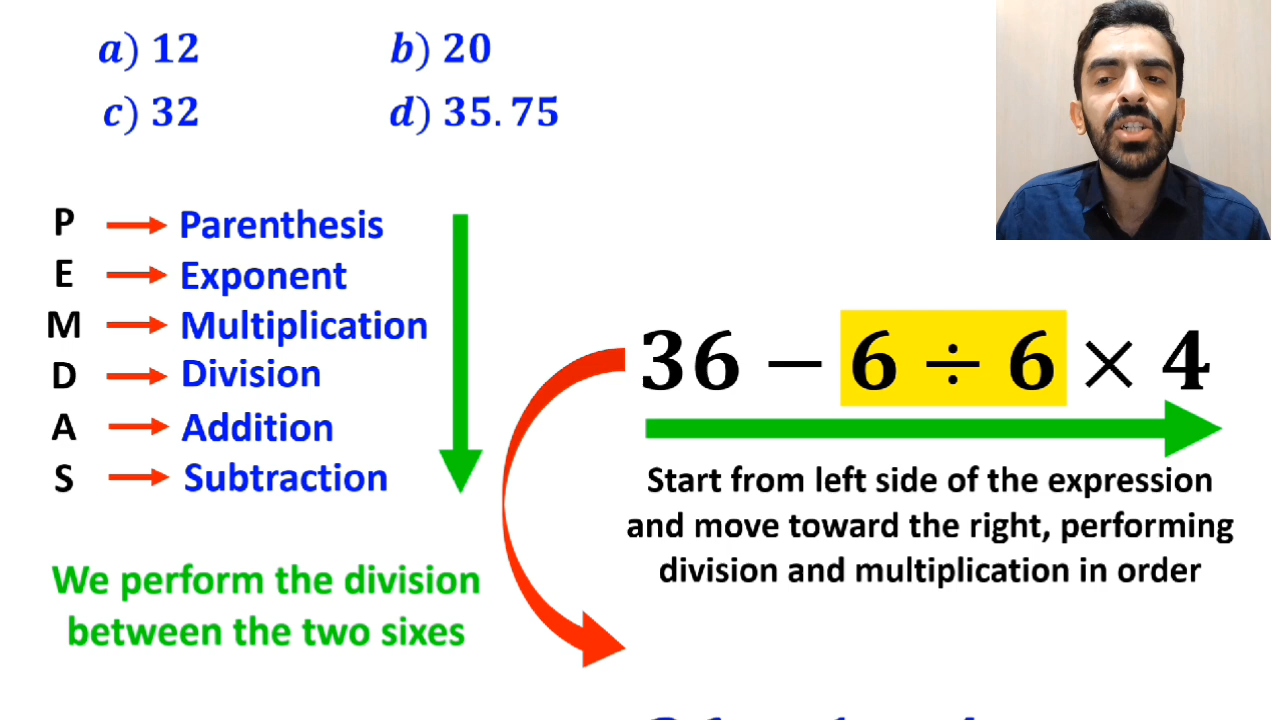 a) 12 b) 20
c) 32 d) 35.75
P Parenthesis
E Exponent
M Multiplication
D Division
A Addition
S Subtraction
We perform the division
between the two sixes
36 − 6 ÷ 6 × 4
Start from left side of the expression
and move toward the right, performing
division and multiplication in order